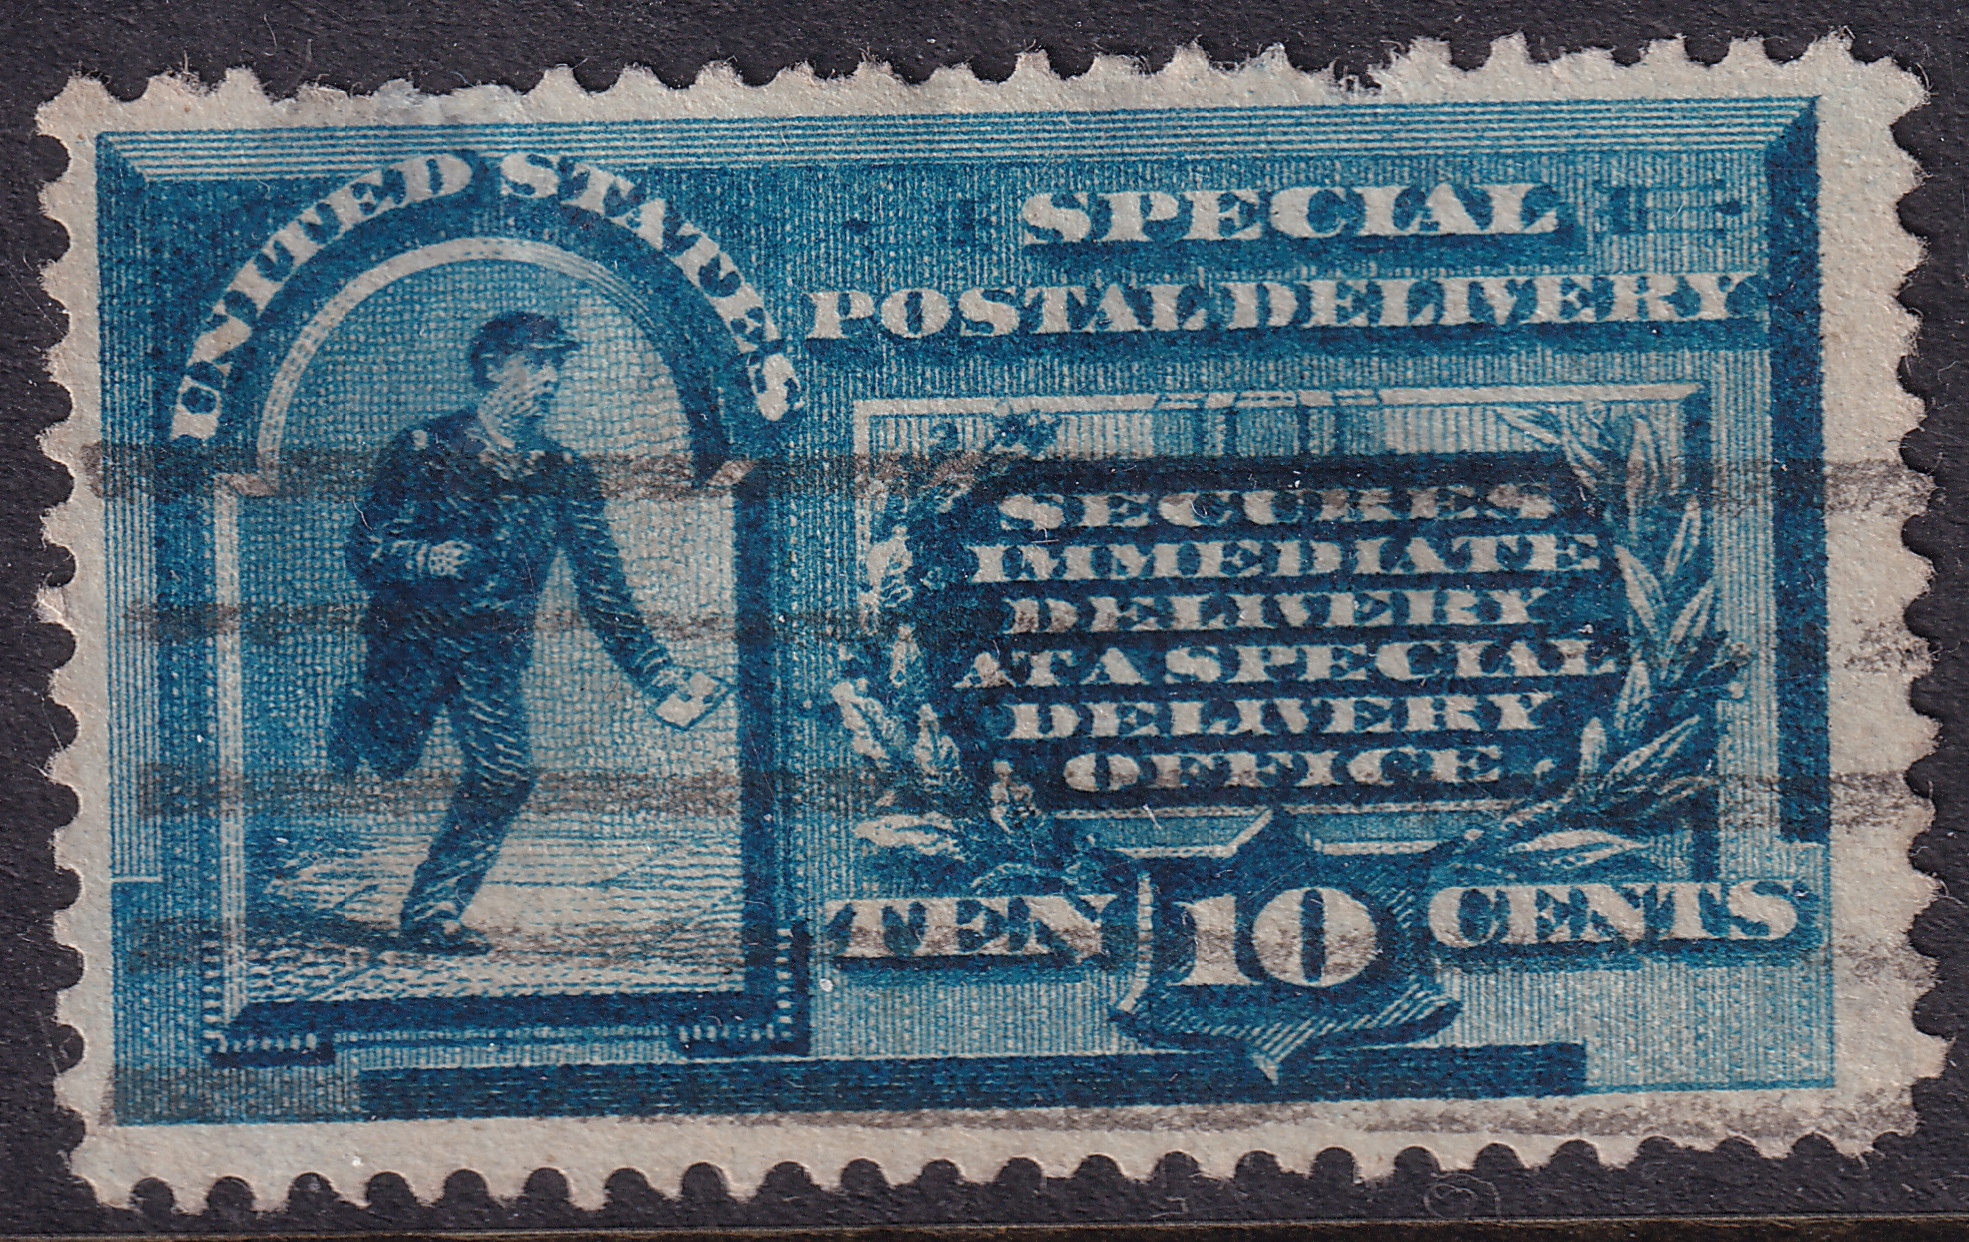 UNITED STATES
SPECIAL
POSTAL DELIVERY
SECURES
IMMEDIATE
DELIVERY
AT A SPECIAL
DELIVERY
OFFICE
TEN 10 CENTS